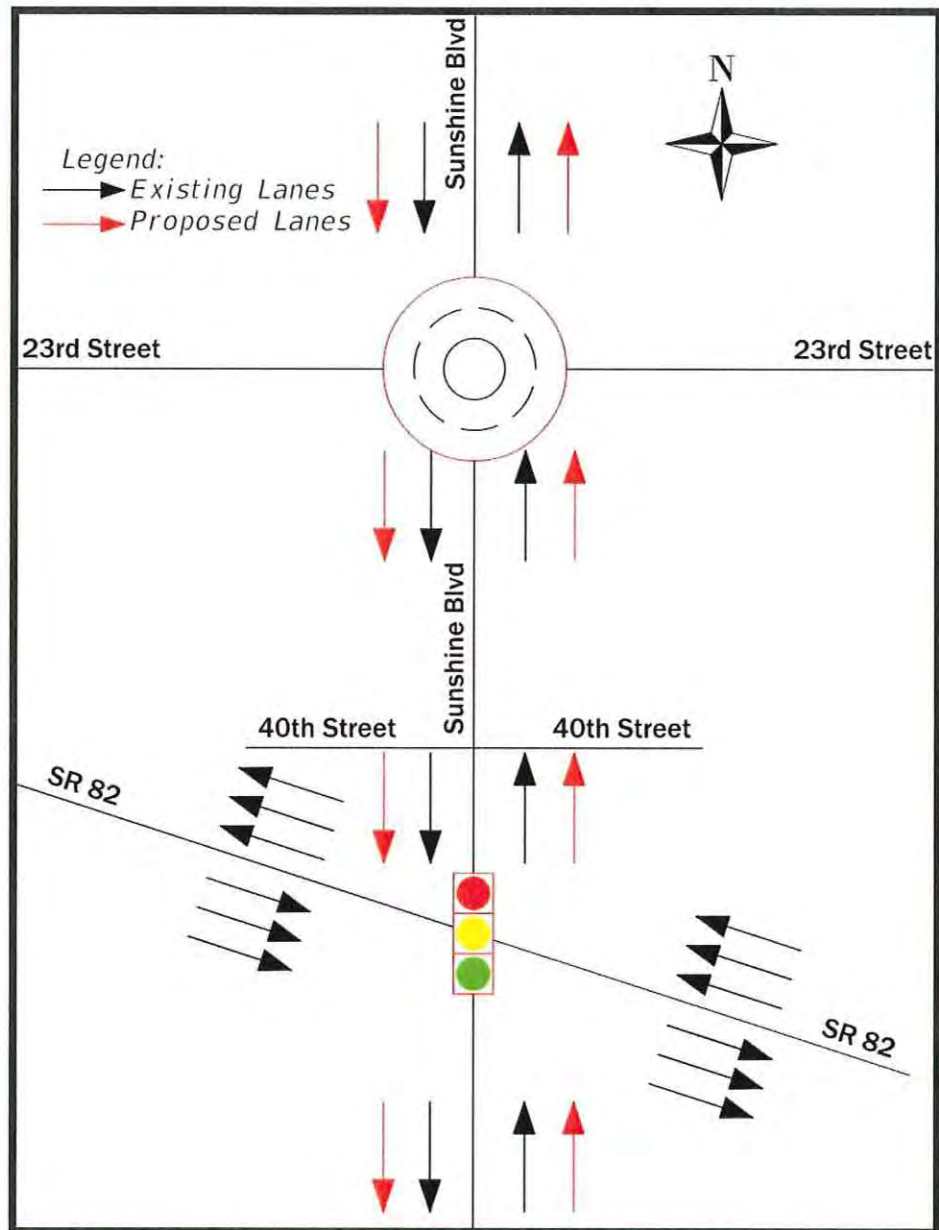 Sunshine Blvd
N
Legend:
Existing Lanes
Proposed Lanes
23rd Street
23rd Street
Sunshine Blvd
40th Street
40th Street
SR 82
SR 82